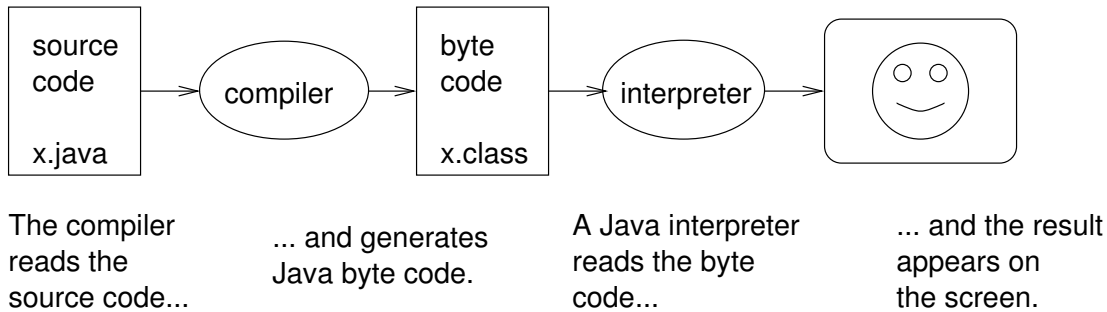 source
code
x.java
compiler
byte
code
x.class
interpreter
The compiler
reads the
source code...
... and generates
Java byte code.
A Java interpreter
reads the byte
code...
... and the result
appears on
the screen.